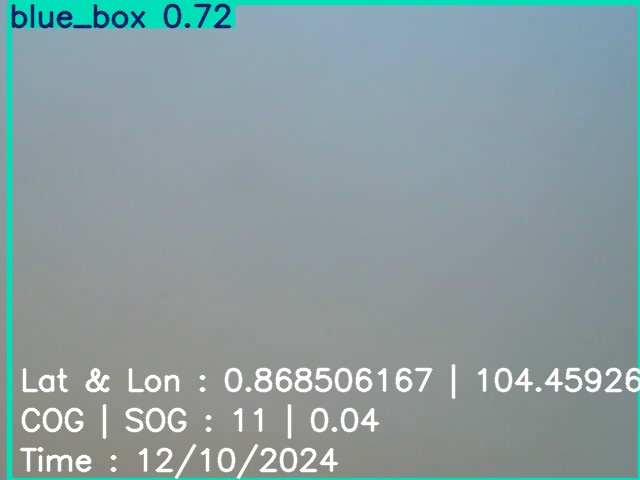 blue_box 0.72
Lat & Lon : 0.868506167 | 104.45926
COG | SOG : 11 | 0.04
Time : 12/10/2024